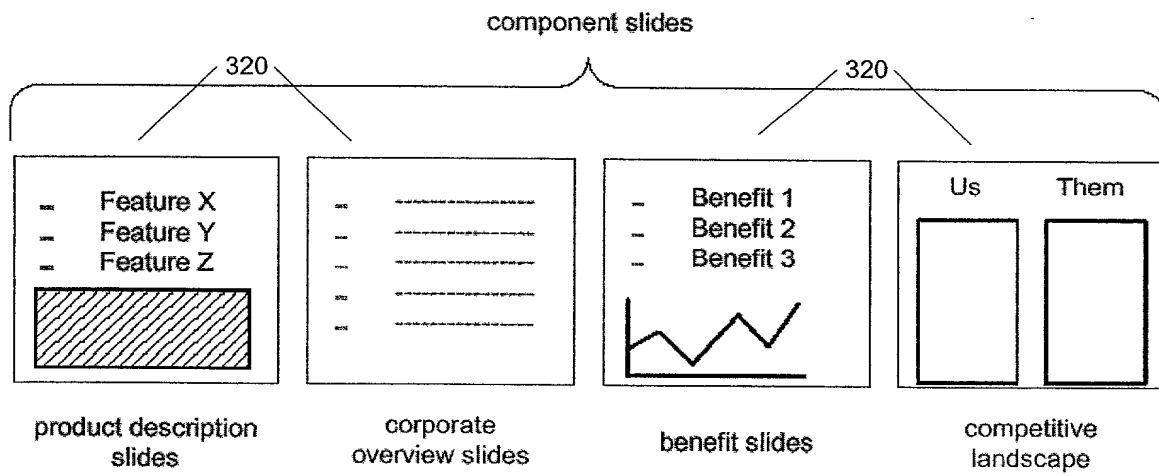 component slides
320
320
Feature X
Feature Y
Feature Z
Benefit 1
Benefit 2
Benefit 3
Us Them
product description
slides
corporate
overview slides
benefit slides
competitive
landscape